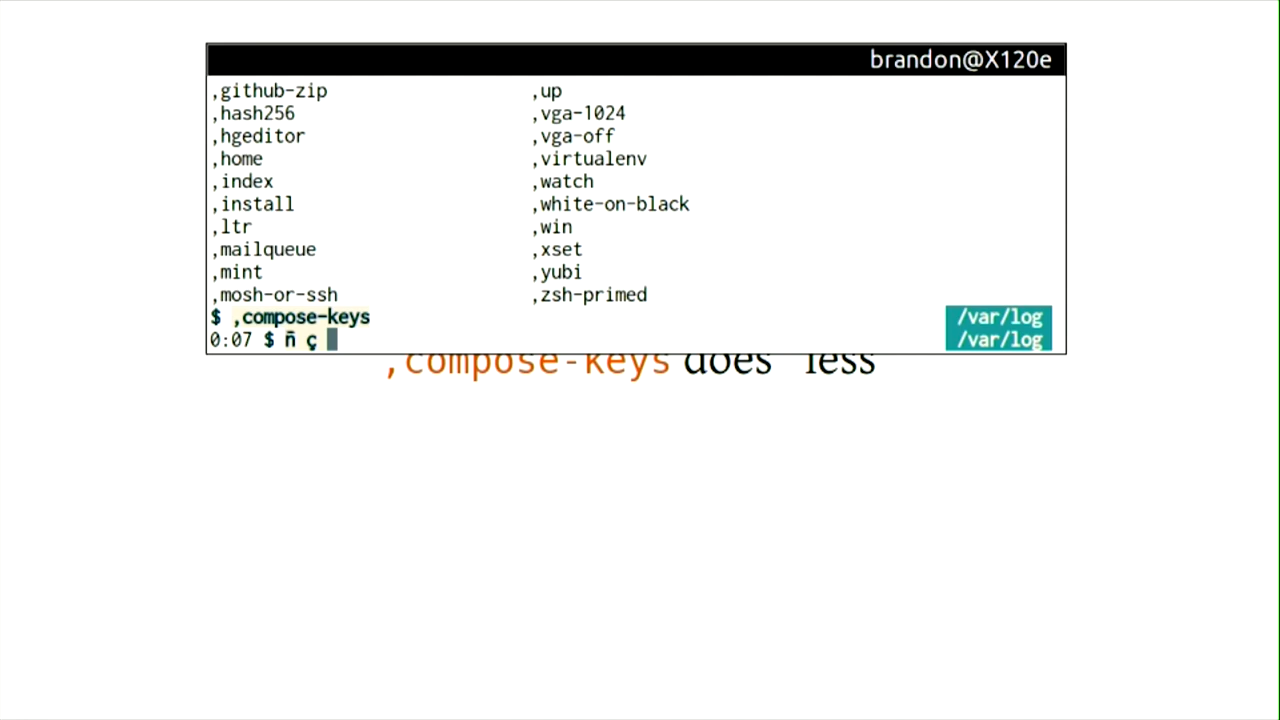 brandon@X120e
,github-zip ,up
,hash256 ,vga-1024
,hgeditor ,vga-off
,home ,virtualenv
,index ,watch
,install ,white-on-black
,ltr ,win
,mailqueue ,xset
,mint ,yubi
,mosh-or-ssh ,zsh-primed
$ ,compose-keys /var/log
0:07 $ ñ ç /var/log
,compose-keys does less